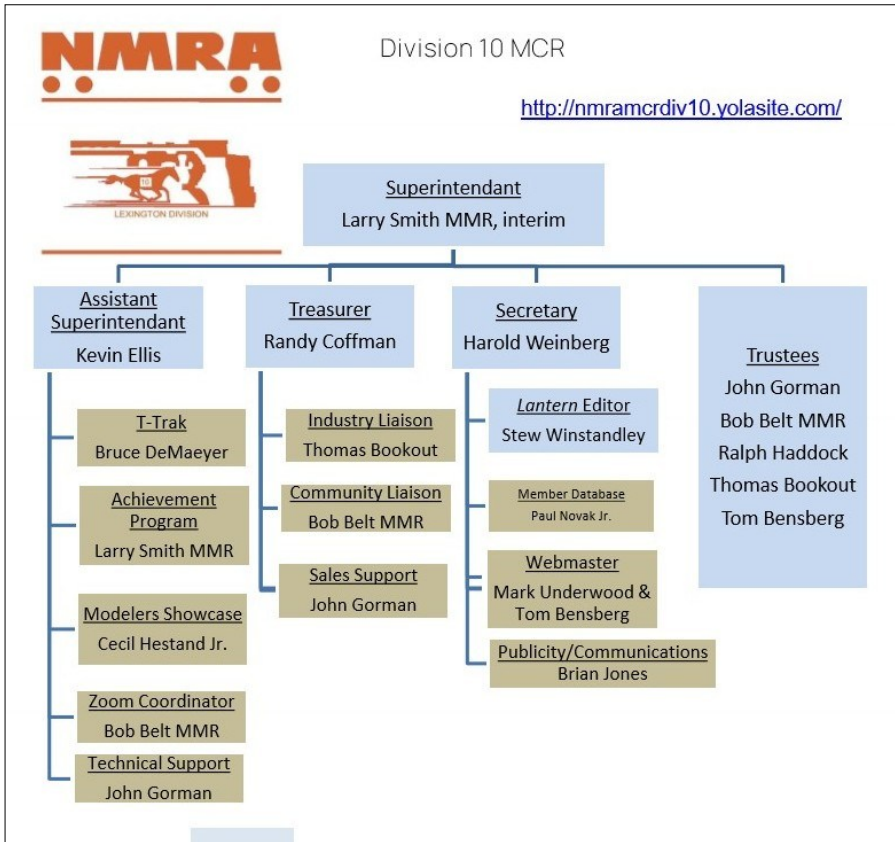 NMRA
Division 10 MCR
http://nmramcrdiv10.yolasite.com/
10
LEXINGTON DIVISION
Superintendant
Larry Smith MMR, interim
Assistant
Superintendant
Kevin Ellis
T-Trak
Bruce DeMaeyer
Achievement
Program
Larry Smith MMR
Modelers Showcase
Cecil Hestand Jr.
Zoom Coordinator
Bob Belt MMR
Technical Support
John Gorman
Treasurer
Randy Coffman
Industry Liaison
Thomas Bookout
Community Liaison
Bob Belt MMR
Sales Support
John Gorman
Secretary
Harold Weinberg
Lantern Editor
Stew Winstandley
Member Database
Paul Novak Jr.
Webmaster
Mark Underwood &
Tom Bensberg
Publicity/Communications
Brian Jones
Trustees
John Gorman
Bob Belt MMR
Ralph Haddock
Thomas Bookout
Tom Bensberg